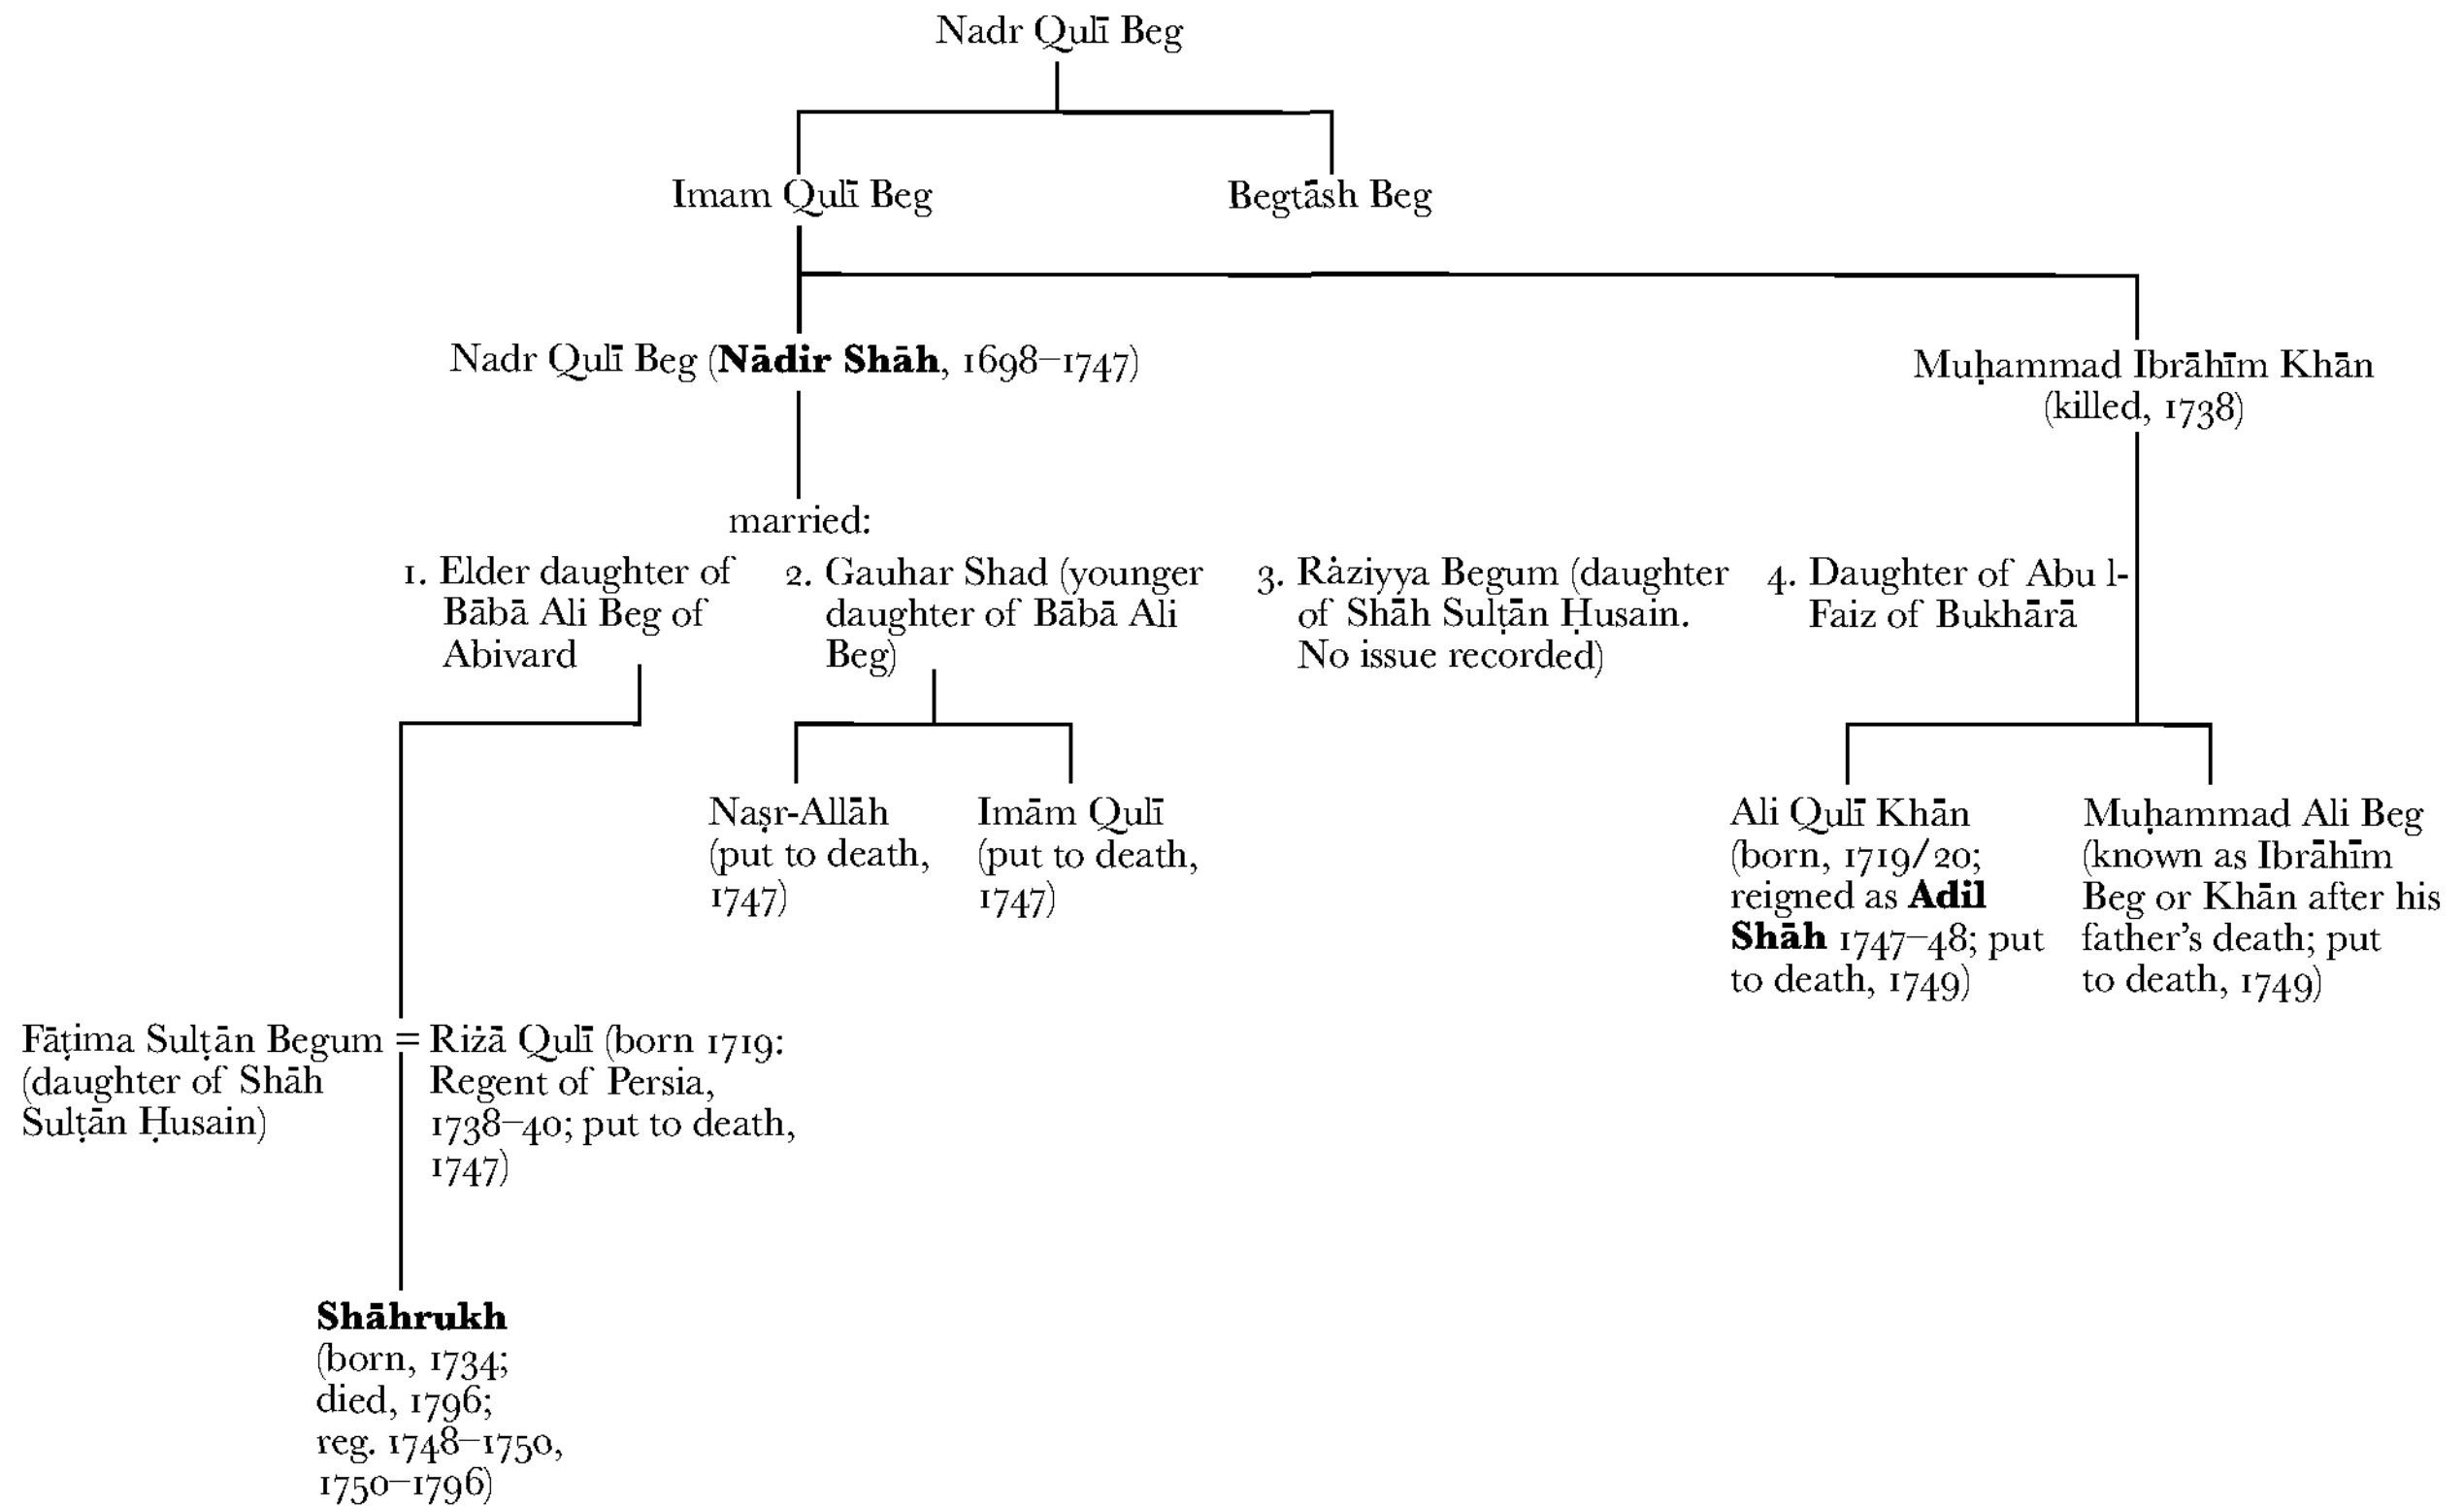 Nadr Qulī Beg
Imam Qulī Beg
Begtāsh Beg
Nadr Qulī Beg (Nādir Shāh, 1698–1747)
Muḥammad Ibrāhīm Khān
(killed, 1738)
married:
1. Elder daughter of
Bābā Ali Beg of
Abivard
2. Gauhar Shad (younger
daughter of Bābā Ali
Beg)
3. Rȧziyya Begum (daughter
of Shāh Sulṭān Ḥusain.
No issue recorded)
4. Daughter of Abu l-
Faiz of Bukhārā
Naṣr-Allāh
(put to death,
1747)
Imām Qulī
(put to death,
1747)
Ali Qulī Khān
(born, 1719/20;
reigned as Adil
Shāh 1747–48; put
to death, 1749)
Muḥammad Ali Beg
(known as Ibrāhīm
Beg or Khān after his
father’s death; put
to death, 1749)
Fāṭima Sulṭān Begum =
(daughter of Shāh
Sulṭān Ḥusain)
Riżā Qulī (born 1719:
Regent of Persia,
1738–40; put to death,
1747)
Shāhrukh
(born, 1734;
died, 1796;
reg. 1748–1750,
1750–1796)